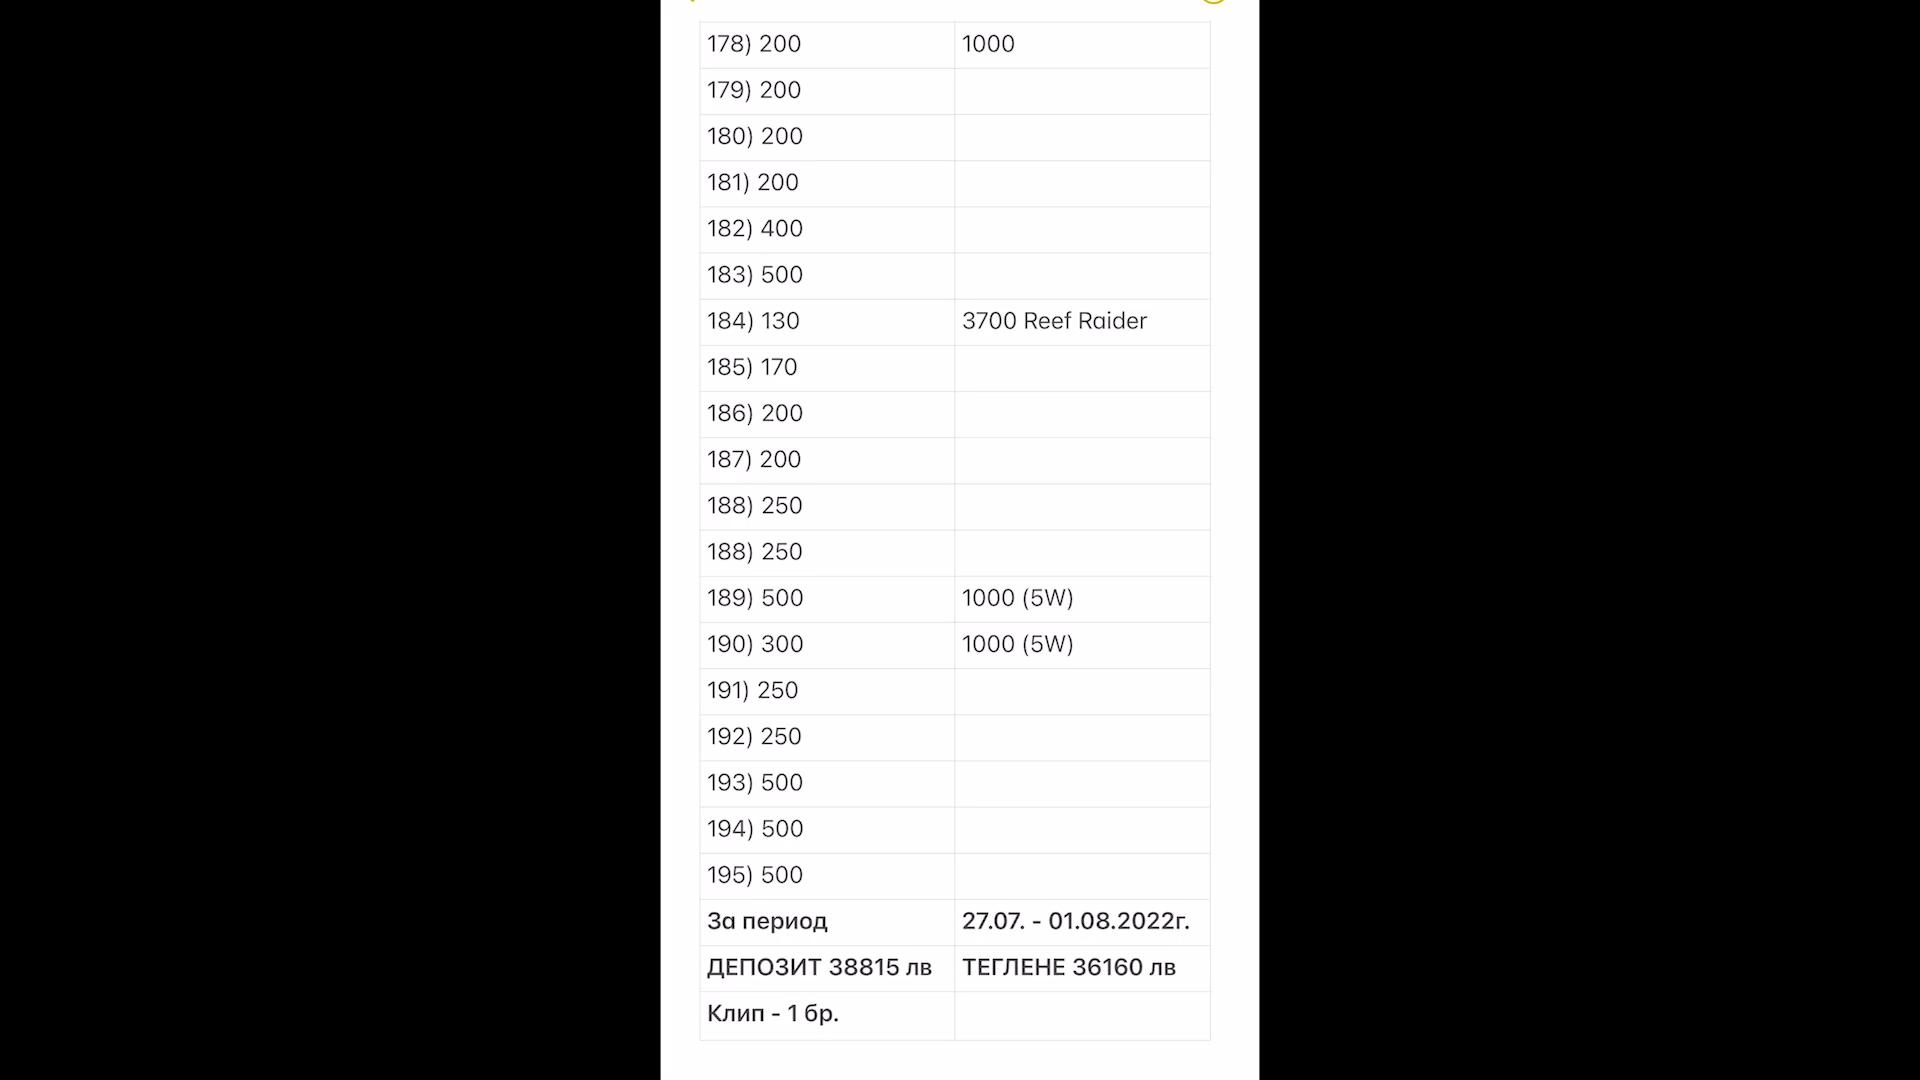 178) 200 1000
179) 200
180) 200
181) 200
182) 400
183) 500
184) 130 3700 Reef Raider
185) 170
186) 200
187) 200
188) 250
188) 250
189) 500 1000 (5W)
190) 300 1000 (5W)
191) 250
192) 250
193) 500
194) 500
195) 500
За период 27.07. - 01.08.2022г.
ДЕПОЗИТ 38815 лв ТЕГЛЕНЕ 36160 лв
Клип - 1 бр.